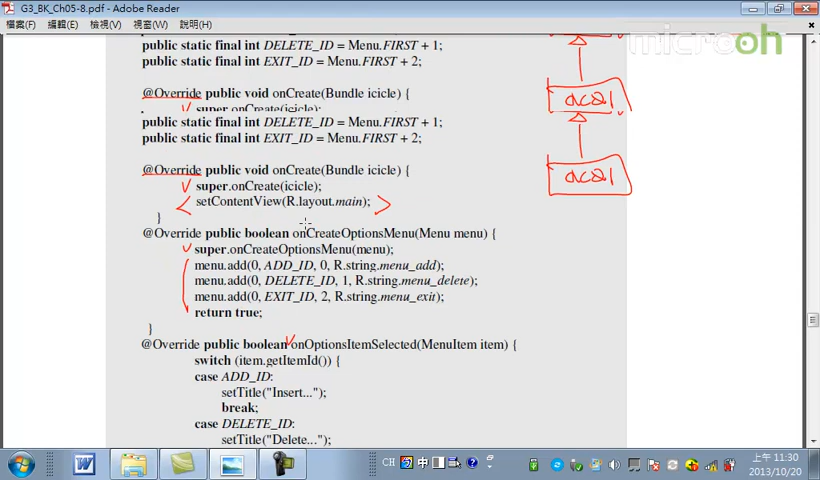 G3_BK_Ch05-8.pdf - Adobe Reader
檔案(F) 編輯(E) 檢視(V) 視窗(W) 說明(H)
microoh
public static final int DELETE_ID = Menu.FIRST + 1;
public static final int EXIT_ID = Menu.FIRST + 2;
@Override public void onCreate(Bundle icicle) {
super.onCreate(icicle);
public static final int DELETE_ID = Menu.FIRST + 1;
public static final int EXIT_ID = Menu.FIRST + 2;
@Override public void onCreate(Bundle icicle) {
super.onCreate(icicle);
setContentView(R.layout.main);
}
@Override public boolean onCreateOptionsMenu(Menu menu) {
super.onCreateOptionsMenu(menu);
menu.add(0, ADD_ID, 0, R.string.menu_add);
menu.add(0, DELETE_ID, 1, R.string.menu_delete);
menu.add(0, EXIT_ID, 2, R.string.menu_exit);
return true;
}
@Override public boolean onOptionsItemSelected(MenuItem item) {
switch (item.getItemId()) {
case ADD_ID:
setTitle("Insert...");
break;
case DELETE_ID:
setTitle("Delete...");
CH 中
上午 11:30
2013/10/20